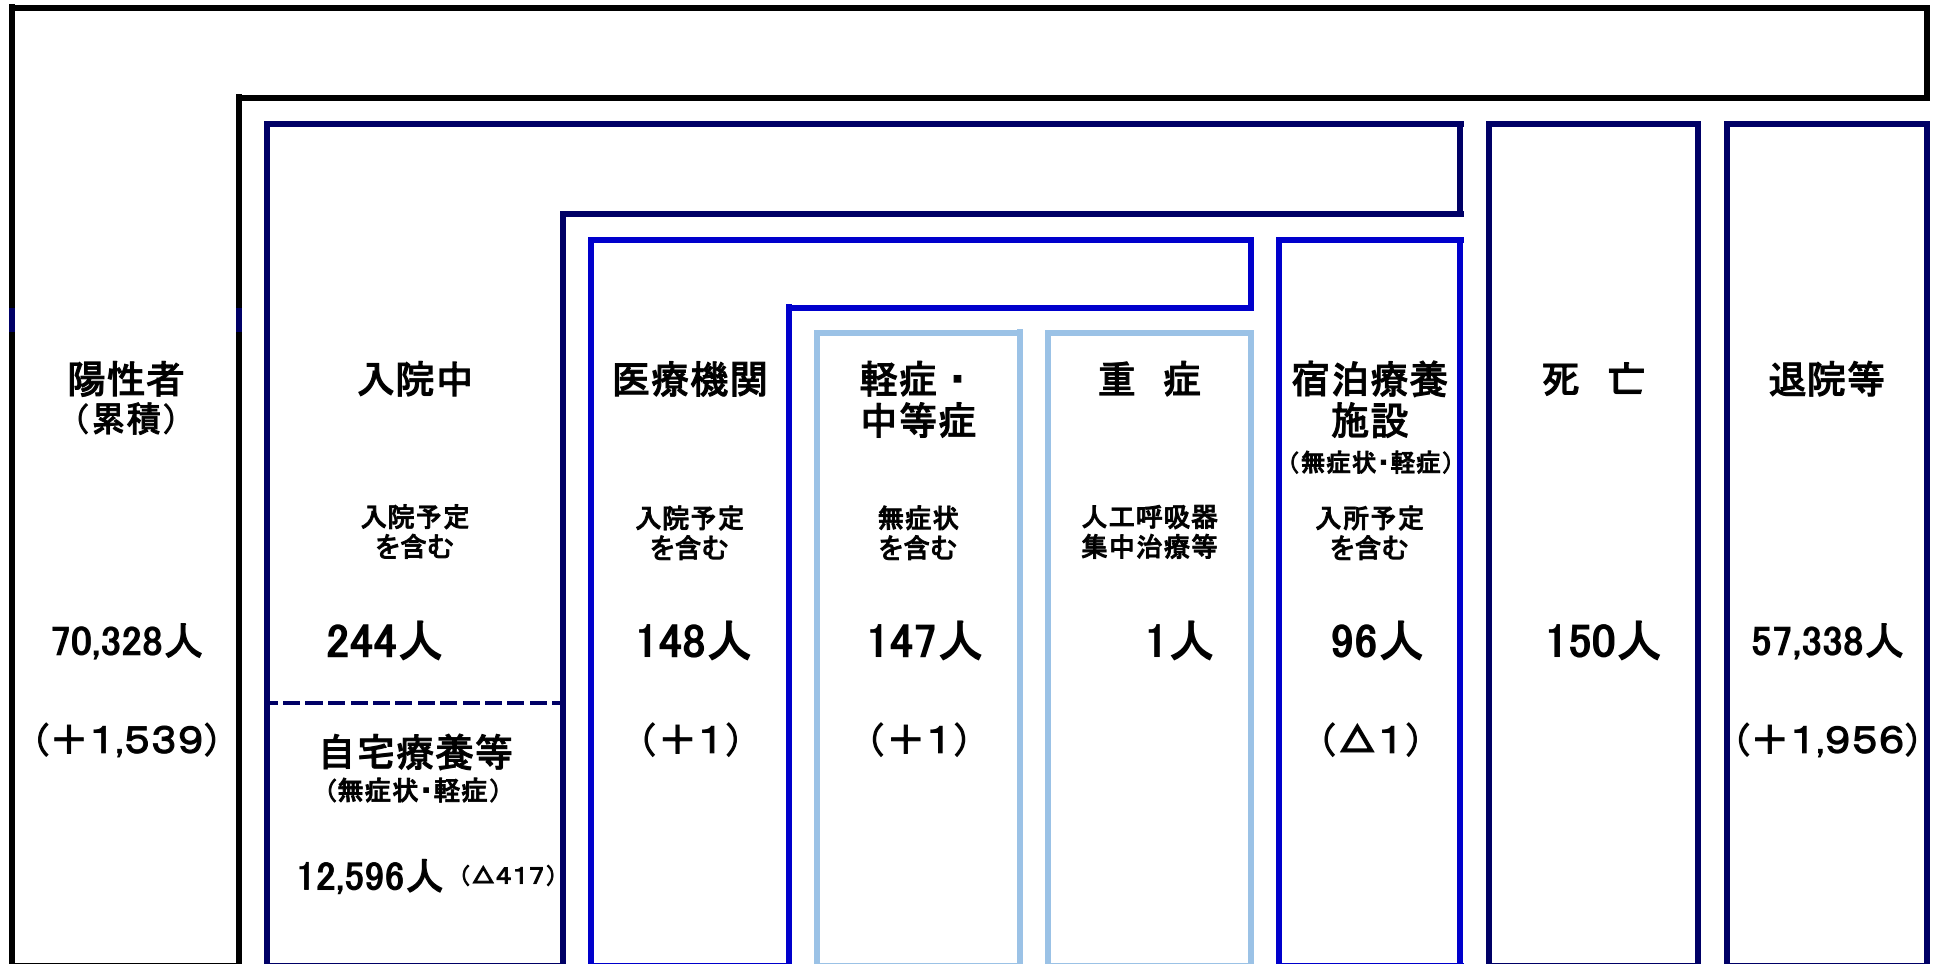 陽性者
（累積）
70,328人
（＋1,539）
入院中
入院予定
を含む
244人
自宅療養等
（無症状・軽症）
12,596人（△417）
医療機関
入院予定
を含む
148人
（＋1）
軽症・
中等症
無症状
を含む
147人
（＋1）
重　症
人工呼吸器
集中治療等
1人
宿泊療養
施設
（無症状・軽症）
入所予定
を含む
96人
（△1）
死　亡
150人
退院等
57,338人
（＋1,956）